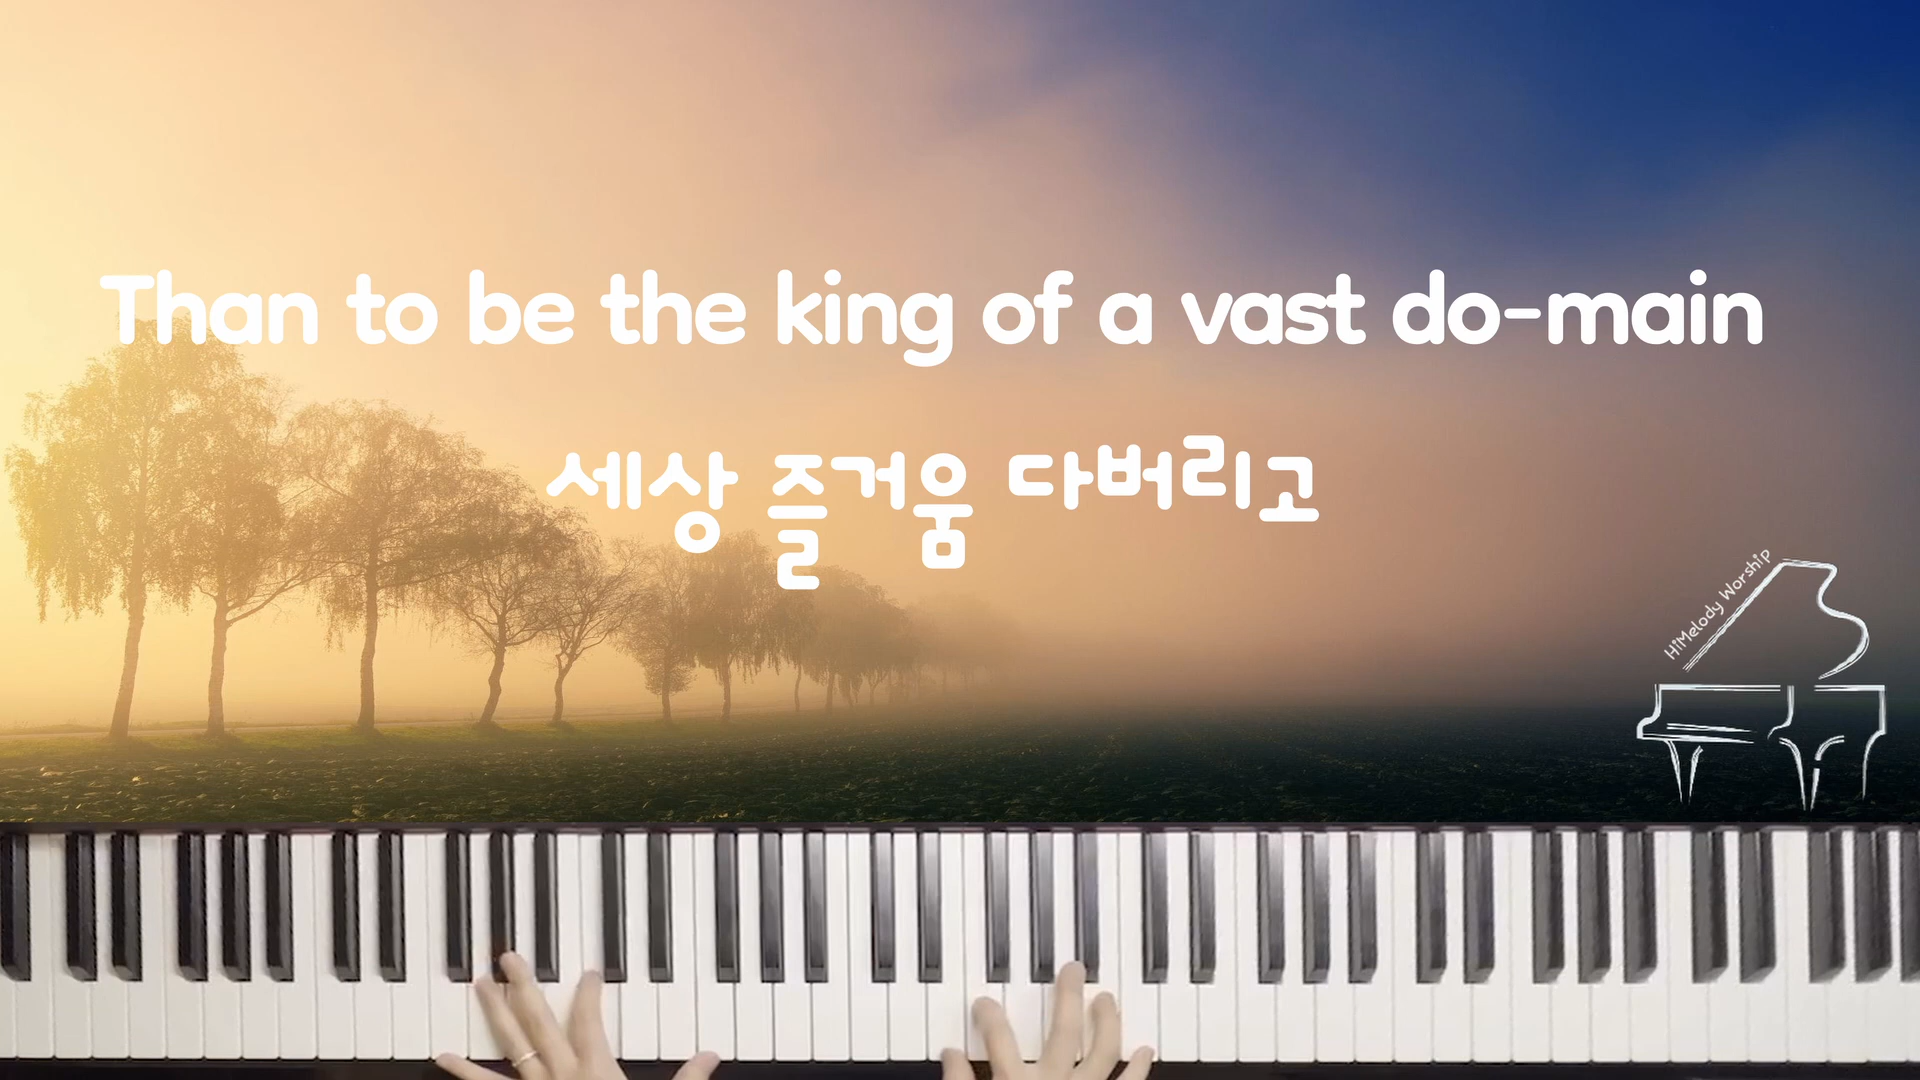 Than to be the king of a vast do-main
세상 즐거움 다버리고
HiMelody Worship